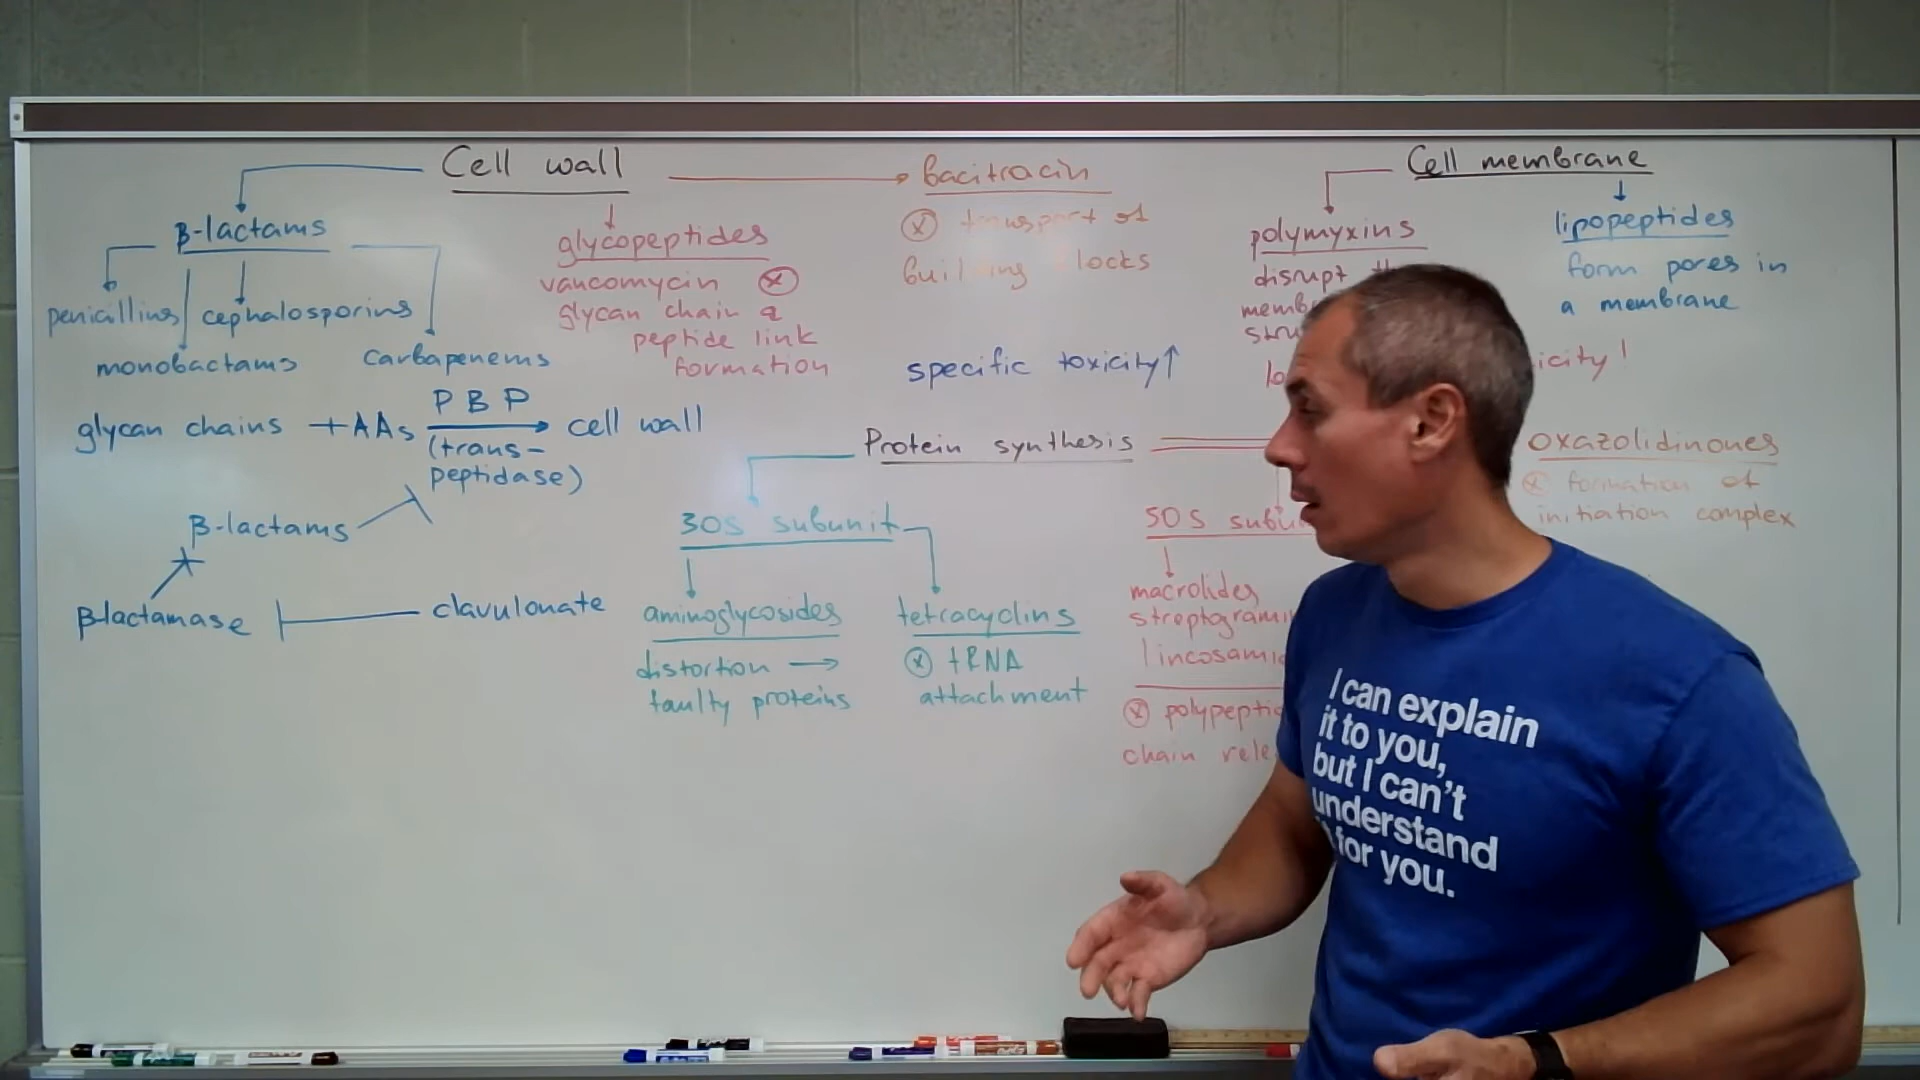 Cell wall
β-lactams
penicillins
cephalosporins
monobactams
carbapenems
glycan chains + AAs
PBP
(trans-
peptidase)
cell wall
β-lactams
β-lactamase
clavulonate
glycopeptides
vancomycin ⓧ
glycan chain &
peptide link
formation
Bacitracin
ⓧ transport of
building blocks
specific toxicity↑
Cell membrane
polymyxins
disrupt
lipopeptides
form pores in
a membrane
Protein synthesis
30S subunit
aminoglycosides
distortion →
faulty proteins
tetracyclins
ⓧ tRNA
attachment
50S
macrolides
ⓧ
chain
oxazolidinones
ⓧ formation of
initiation complex
I can explain
it to you,
but I can't
understand
for you.